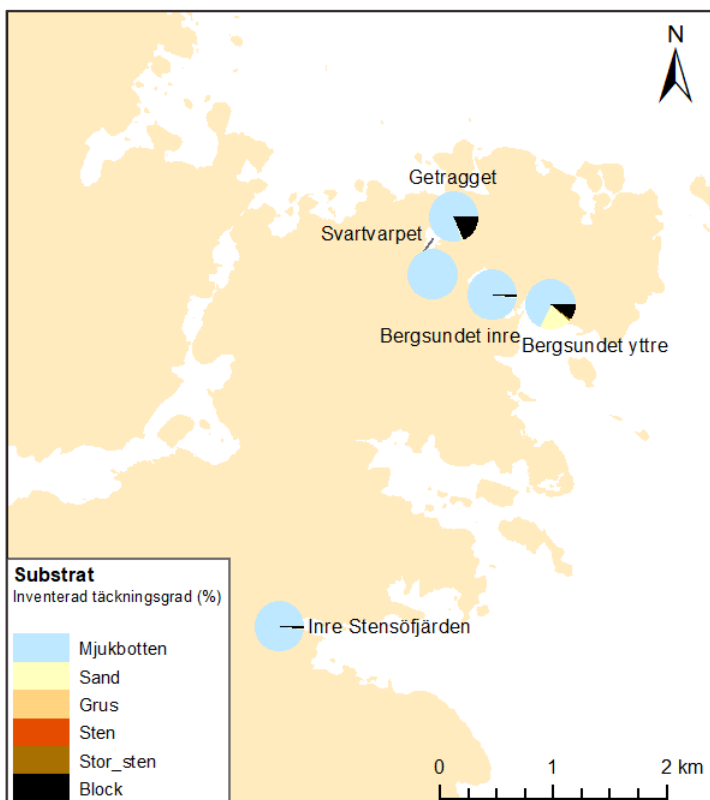 N
Getragget
Svartvarpet
Bergsundet inre
Bergsundet yttre
Inre Stensöfjärden
Substrat
Inventerad täckningsgrad (%)
Mjukbotten
Sand
Grus
Sten
Stor_sten
Block
0 1 2 km